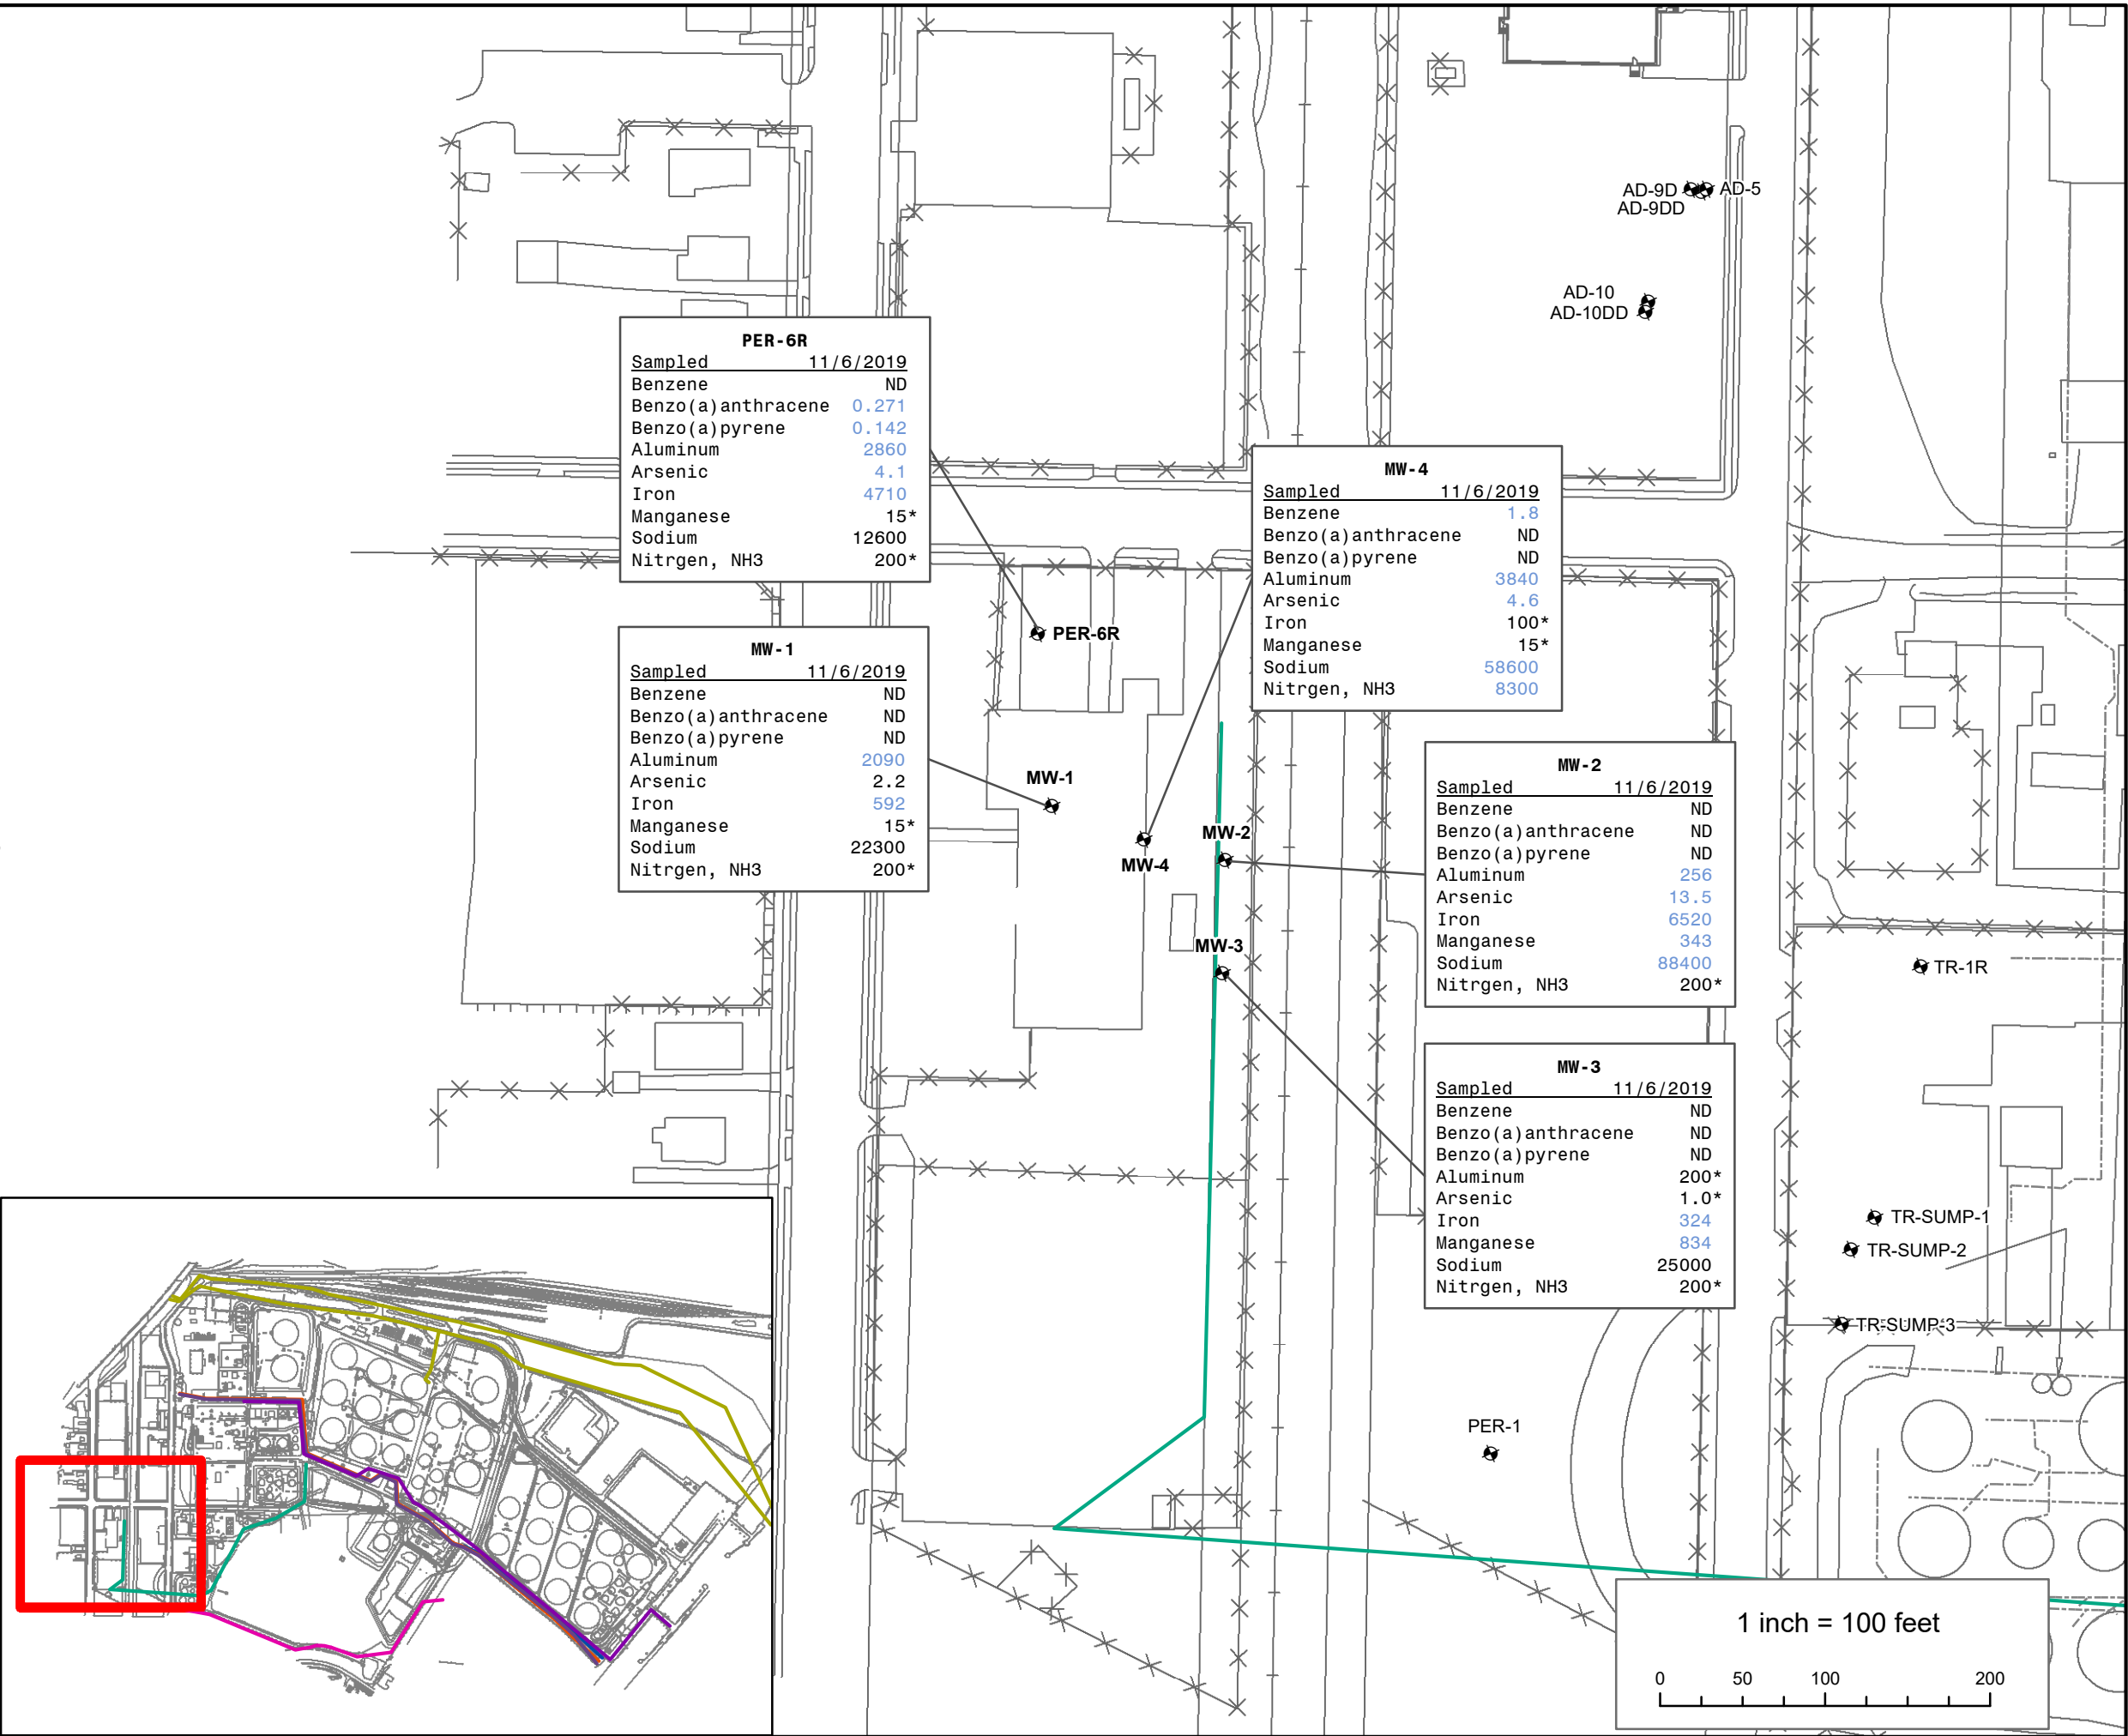 AD-9D
AD-5
AD-9DD
AD-10
AD-10DD
PER-6R
Sampled 11/6/2019
Benzene ND
Benzo(a)anthracene 0.271
Benzo(a)pyrene 0.142
Aluminum 2860
Arsenic 4.1
Iron 4710
Manganese 15*
Sodium 12600
Nitrgen, NH3 200*
MW-4
Sampled 11/6/2019
Benzene 1.8
Benzo(a)anthracene ND
Benzo(a)pyrene ND
Aluminum 3840
Arsenic 4.6
Iron 100*
Manganese 15*
Sodium 58600
Nitrgen, NH3 8300
PER-6R
MW-1
Sampled 11/6/2019
Benzene ND
Benzo(a)anthracene ND
Benzo(a)pyrene ND
Aluminum 2090
Arsenic 2.2
Iron 592
Manganese 15*
Sodium 22300
Nitrgen, NH3 200*
MW-1
MW-4
MW-2
MW-3
MW-2
Sampled 11/6/2019
Benzene ND
Benzo(a)anthracene ND
Benzo(a)pyrene ND
Aluminum 256
Arsenic 13.5
Iron 6520
Manganese 343
Sodium 88400
Nitrgen, NH3 200*
TR-1R
MW-3
Sampled 11/6/2019
Benzene ND
Benzo(a)anthracene ND
Benzo(a)pyrene ND
Aluminum 200*
Arsenic 1.0*
Iron 324
Manganese 834
Sodium 25000
Nitrgen, NH3 200*
TR-SUMP-1
TR-SUMP-2
TR-SUMP-3
PER-1
1 inch = 100 feet
0 50 100 200